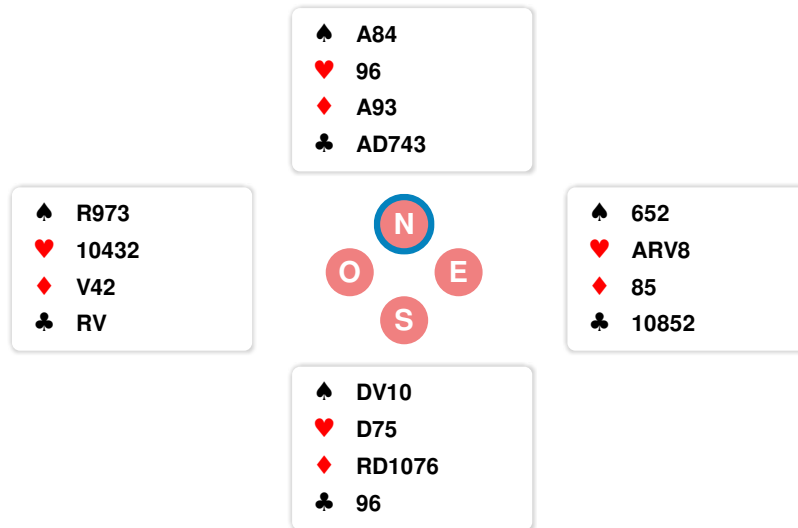 ♠ A84
♥ 96
♦ A93
♣ AD743
♠ R973
♥ 10432
♦ V42
♣ RV
N
O E
S
♠ 652
♥ ARV8
♦ 85
♣ 10852
♠ DV10
♥ D75
♦ RD1076
♣ 96